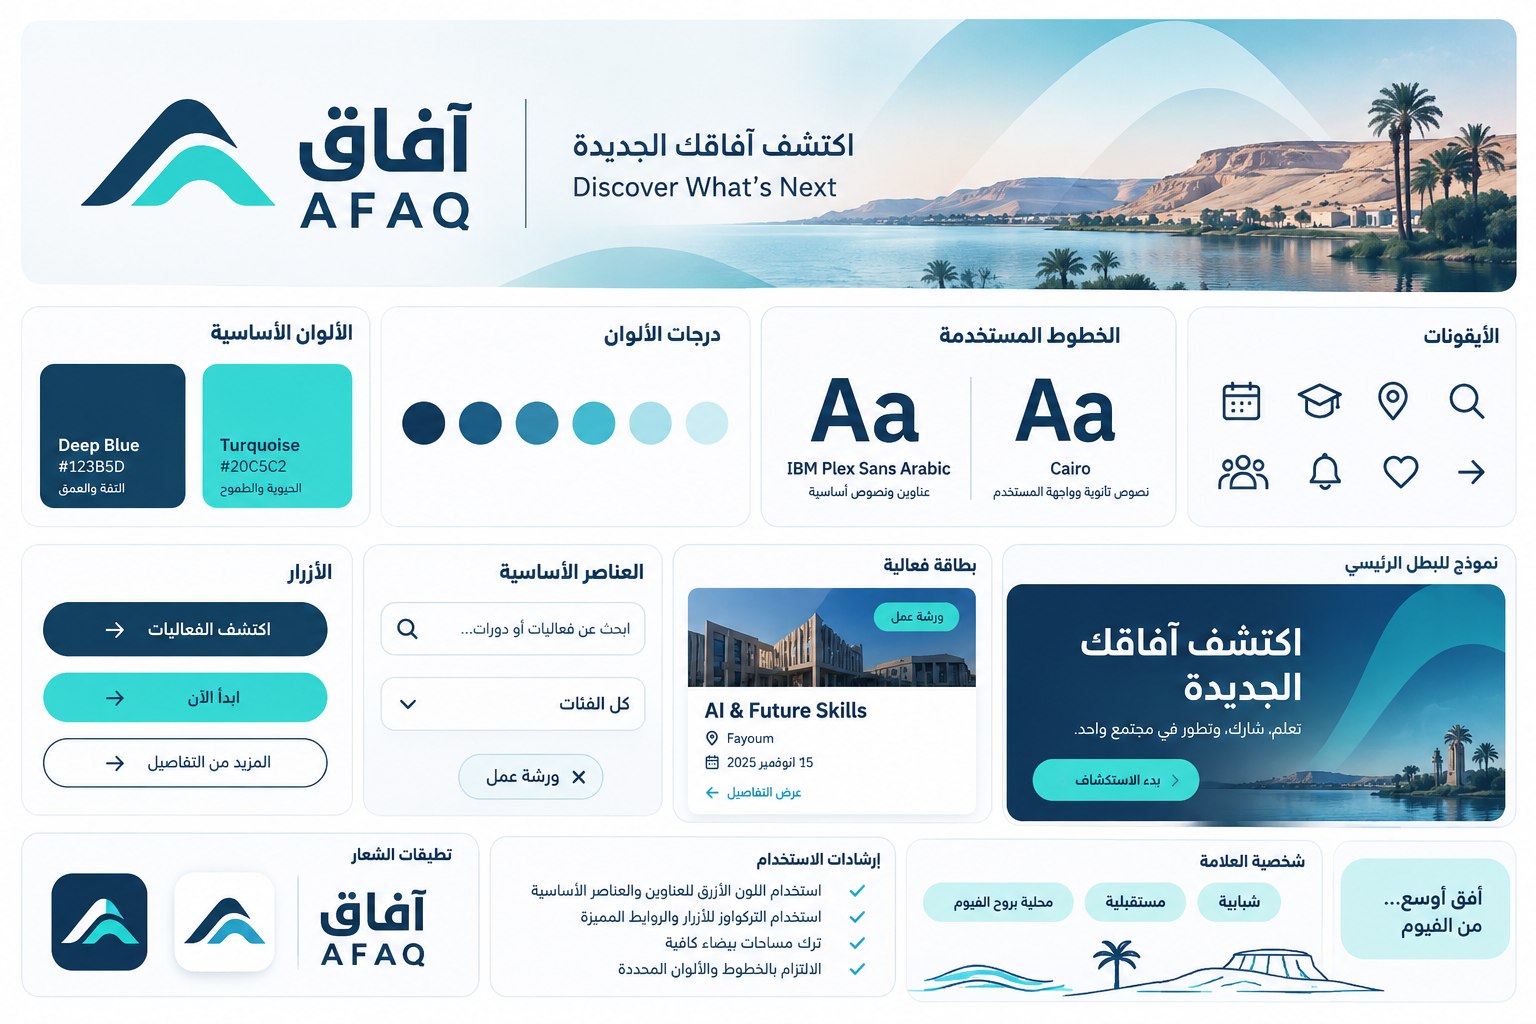 آفاق
AFAQ
اكتشف آفاقك الجديدة
Discover What's Next
الألوان الأساسية
Deep Blue
#123B5D
الثقة والعمق
Turquoise
#20C5C2
الحيوية والطموح
درجات الألوان
الخطوط المستخدمة
Aa
IBM Plex Sans Arabic
عناوين ونصوص أساسية
Aa
Cairo
نصوص ثانوية وواجهة المستخدم
الأيقونات
الأزرار
اكتشف الفعاليات
ابدأ الآن
المزيد من التفاصيل
العناصر الأساسية
ابحث عن فعاليات أو دورات...
كل الفئات
ورشة عمل
بطاقة فعالية
ورشة عمل
AI & Future Skills
Fayoum
15 انوفمبر 2025
عرض التفاصيل
نموذج للبطل الرئيسي
اكتشف آفاقك
الجديدة
تعلم، شارك، وتطور في مجتمع واحد.
بدء الاستكشاف
تطبيقات الشعار
آفاق
AFAQ
إرشادات الاستخدام
استخدام اللون الأزرق للعناوين والعناصر الأساسية
استخدام التركواوز للأزرار والروابط المميزة
ترك مساحات بيضاء كافية
الالتزام بالخطوط والألوان المحددة
شخصية العلامة
شبابية
مستقبلية
محلية بروح الفيوم
أفق أوسع...
من الفيوم